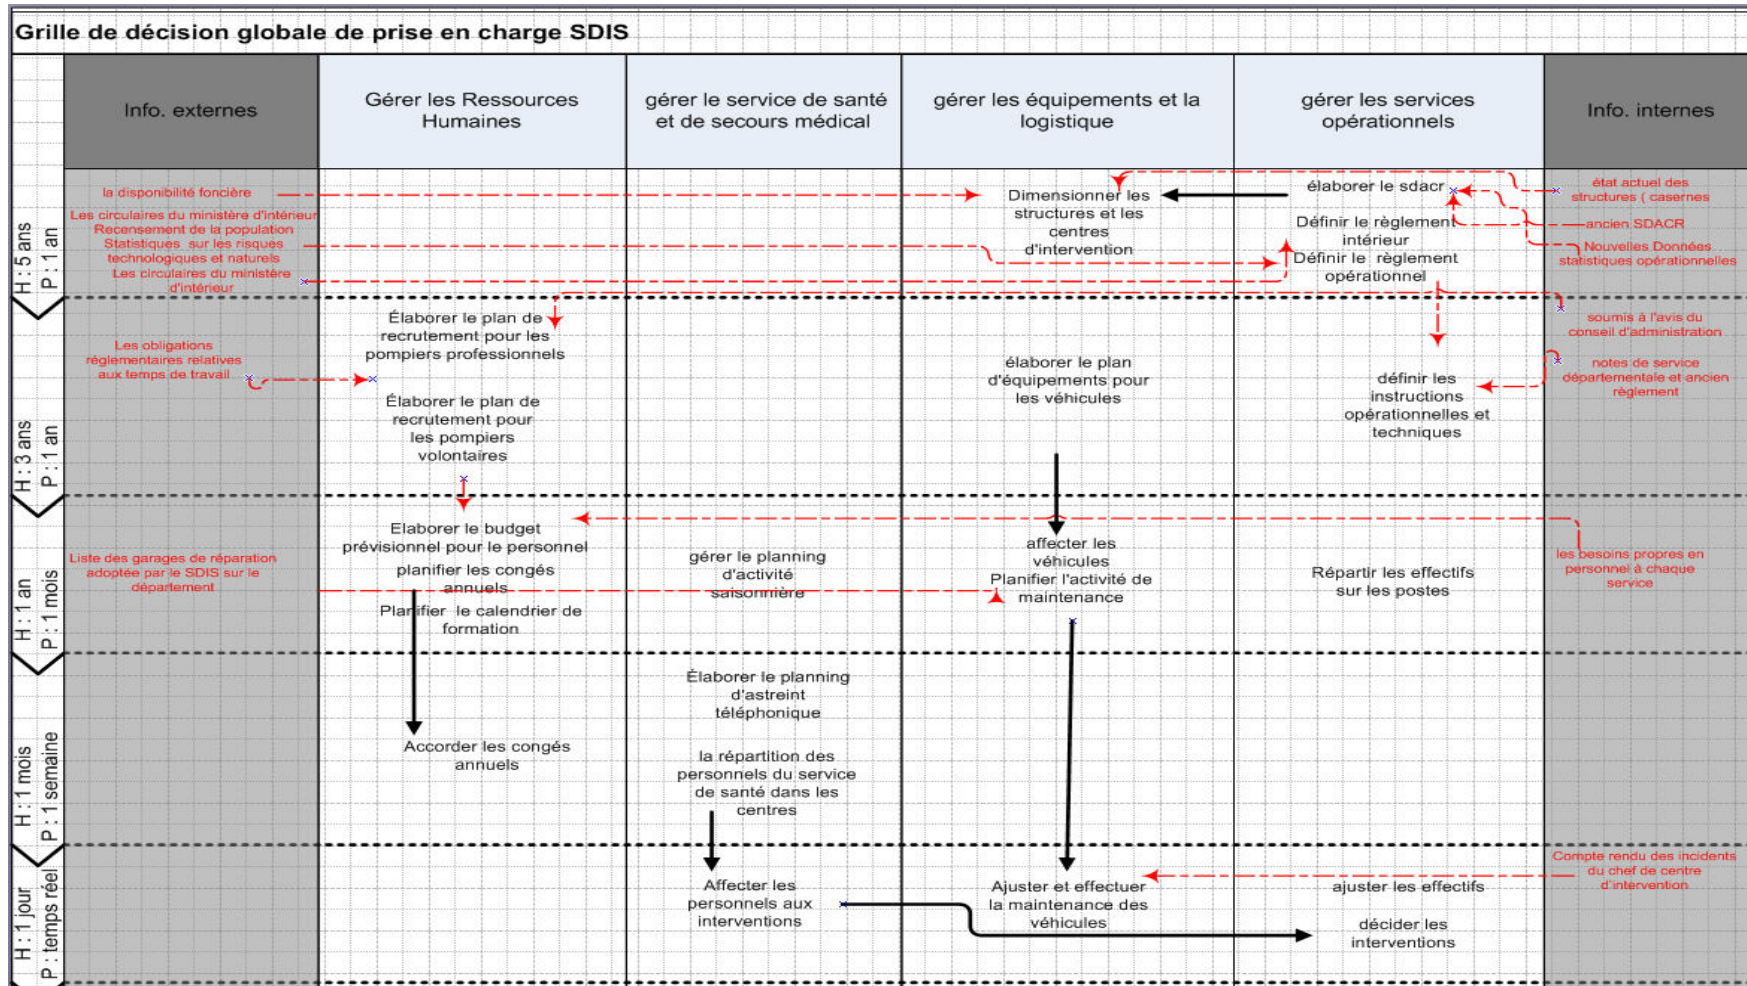 Grille de décision globale de prise en charge SDIS
Info. externes
Gérer les Ressources
Humaines
gérer le service de santé
et de secours médical
gérer les équipements et la
logistique
gérer les services
opérationnels
Info. internes
H : 5 ans
P : 1 an
la disponibilité foncière
Les circulaires du ministère d'intérieur
Recensement de la population
Statistiques sur les risques
technologiques et naturels
Les circulaires du ministère
d'intérieur
Dimensionner les
structures et les
centres
d'intervention
élaborer le sdacr
Définir le règlement
intérieur
Définir le règlement
opérationnel
état actuel des
structures ( casernes
ancien SDACR
Nouvelles Données
statistiques opérationnelles
H : 3 ans
P : 1 an
Les obligations
réglementaires relatives
aux temps de travail
Élaborer le plan de
recrutement pour les
pompiers professionnels
Élaborer le plan de
recrutement pour
les pompiers
volontaires
élaborer le plan
d'équipements pour
les véhicules
définir les
instructions
opérationnelles et
techniques
soumis à l'avis du
conseil d'administration
notes de service
départementale et ancien
règlement
H : 1 an
P : 1 mois
Liste des garages de réparation
adoptée par le SDIS sur le
département
Elaborer le budget
prévisionnel pour le personnel
planifier les congés
annuels
Planifier le calendrier de
formation
gérer le planning
d'activité
saisonnière
affecter les
véhicules
Planifier l'activité de
maintenance
Répartir les effectifs
sur les postes
les besoins propres en
personnel à chaque
service
H : 1 mois
P : 1 semaine
Accorder les congés
annuels
Élaborer le planning
d'astreint
téléphonique
la répartition des
personnels du service
de santé dans les
centres
H : 1 jour
P : temps réel
Affecter les
personnels aux
interventions
Ajuster et effectuer
la maintenance des
véhicules
ajuster les effectifs
décider les
interventions
Compte rendu des incidents
du chef de centre
d'intervention